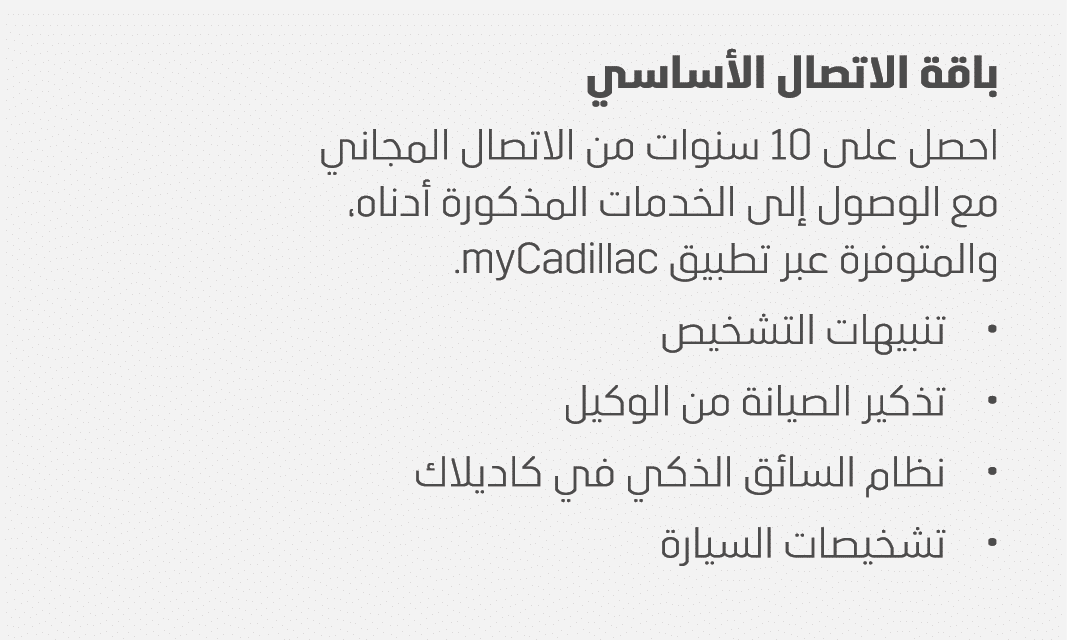 باقة الاتصال الأساسي
احصل على 10 سنوات من الاتصال المجاني
مع الوصول إلى الخدمات المذكورة أدناه،
والمتوفرة عبر تطبيق myCadillac.
• تنبيهات التشخيص
• تذكير الصيانة من الوكيل
• نظام السائق الذكي في كاديلاك
• تشخيصات السيارة